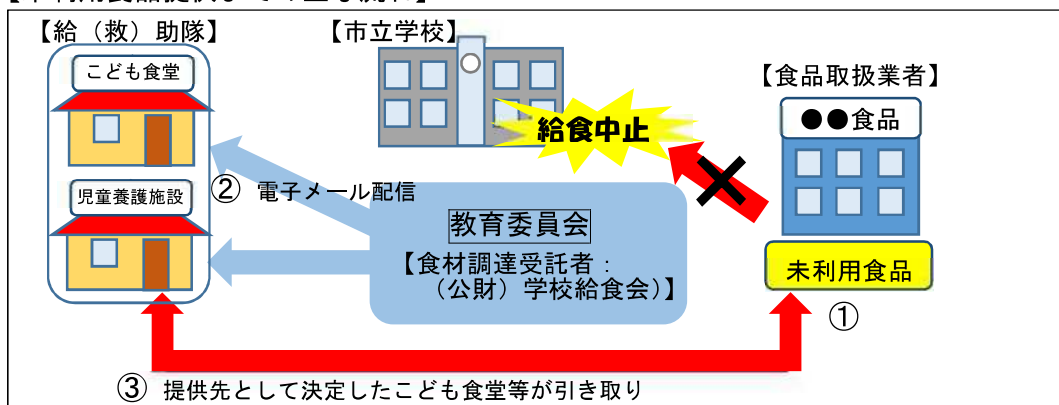 【給（救）助隊】
こども食堂
児童養護施設
【市立学校】
給食中止
【食品取扱業者】
●●食品
未利用食品
①
② 電子メール配信
教育委員会
【食材調達受託者：
（公財）学校給食会)】
③ 提供先として決定したこども食堂等が引き取り